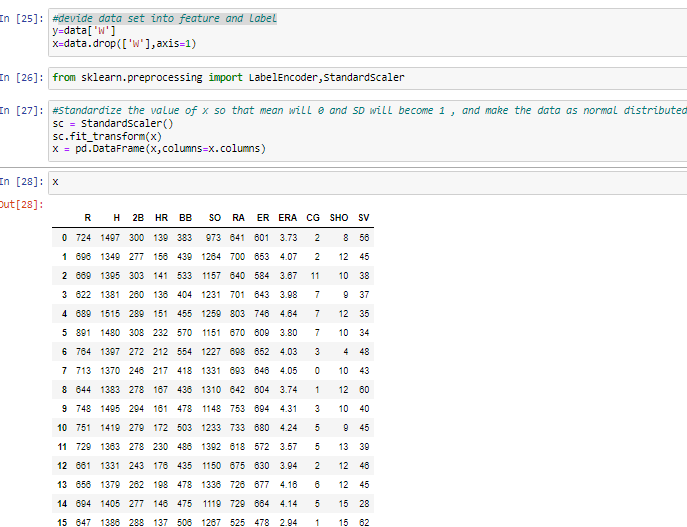 In [25]: #devide data set into feature and label
y=data['W']
x=data.drop(['W'],axis=1)
In [26]: from sklearn.preprocessing import LabelEncoder,StandardScaler
In [27]: #Standardize the value of x so that mean will 0 and SD will become 1 , and make the data as normal distributed
sc = StandardScaler()
sc.fit_transform(x)
x = pd.DataFrame(x,columns=x.columns)
In [28]: x
Out[28]:
R H 2B HR BB SO RA ER ERA CG SHO SV
0 724 1497 300 139 383 973 641 601 3.73 2 8 56
1 696 1349 277 156 439 1264 700 653 4.07 2 12 45
2 669 1395 303 141 533 1157 640 584 3.67 11 10 38
3 622 1381 260 136 404 1231 701 643 3.98 7 9 37
4 689 1515 289 151 455 1259 803 746 4.64 7 12 35
5 891 1480 308 232 570 1151 670 609 3.80 7 10 34
6 764 1397 272 212 554 1227 698 652 4.03 3 4 48
7 713 1370 246 217 418 1331 693 646 4.05 0 10 43
8 644 1383 278 167 436 1310 642 604 3.74 1 12 60
9 748 1495 294 161 478 1148 753 694 4.31 3 10 40
10 751 1419 279 172 503 1233 733 680 4.24 5 9 45
11 729 1363 278 230 486 1392 618 572 3.57 5 13 39
12 661 1331 243 176 435 1150 675 630 3.94 2 12 46
13 656 1379 262 198 478 1336 726 677 4.16 6 12 45
14 694 1405 277 146 475 1119 729 664 4.14 5 15 28
15 647 1386 288 137 506 1267 525 478 2.94 1 15 62